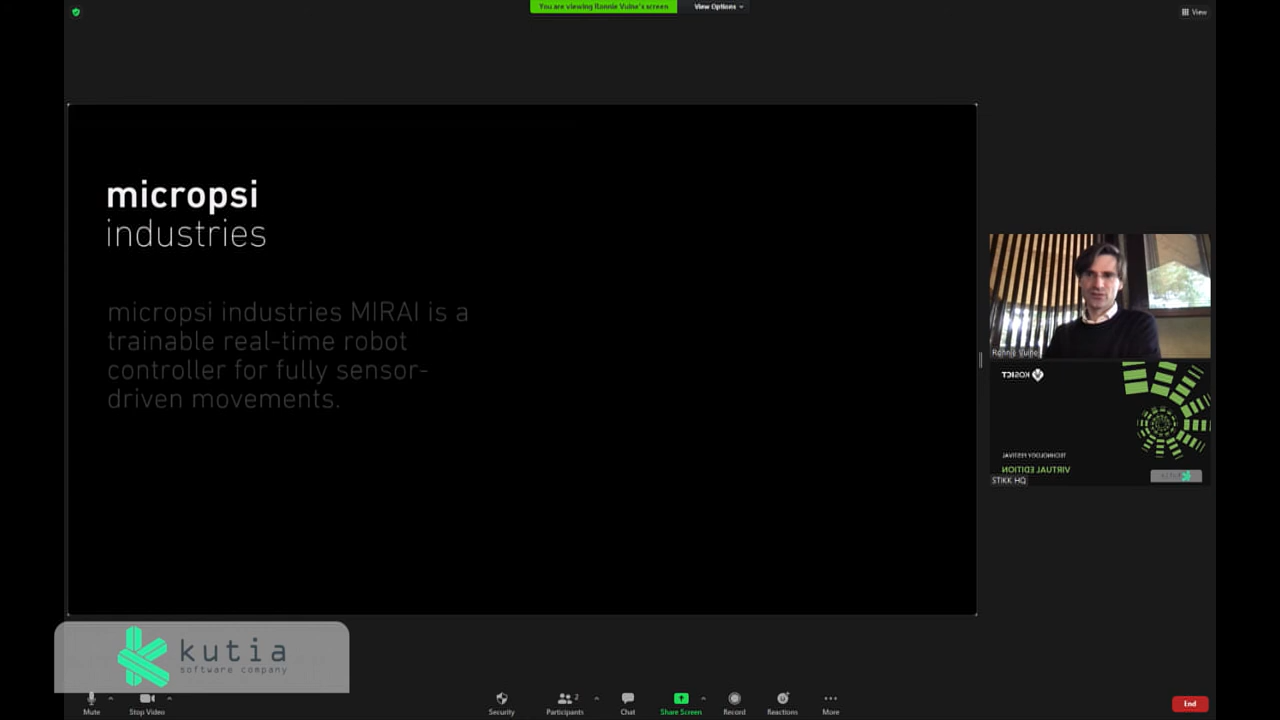 You are viewing Ronnie Vuine's screen
View Options
View
micropsi
industries
micropsi industries MIRAI is a
trainable real-time robot
controller for fully sensor-
driven movements.
Ronnie Vuine
KOSICT
TECHNOLOGY FESTIVAL
VIRTUAL EDITION
STIKK HQ
kutia
software company
Mute
Stop Video
Security
Participants
2
Chat
Share Screen
Record
Reactions
More
End